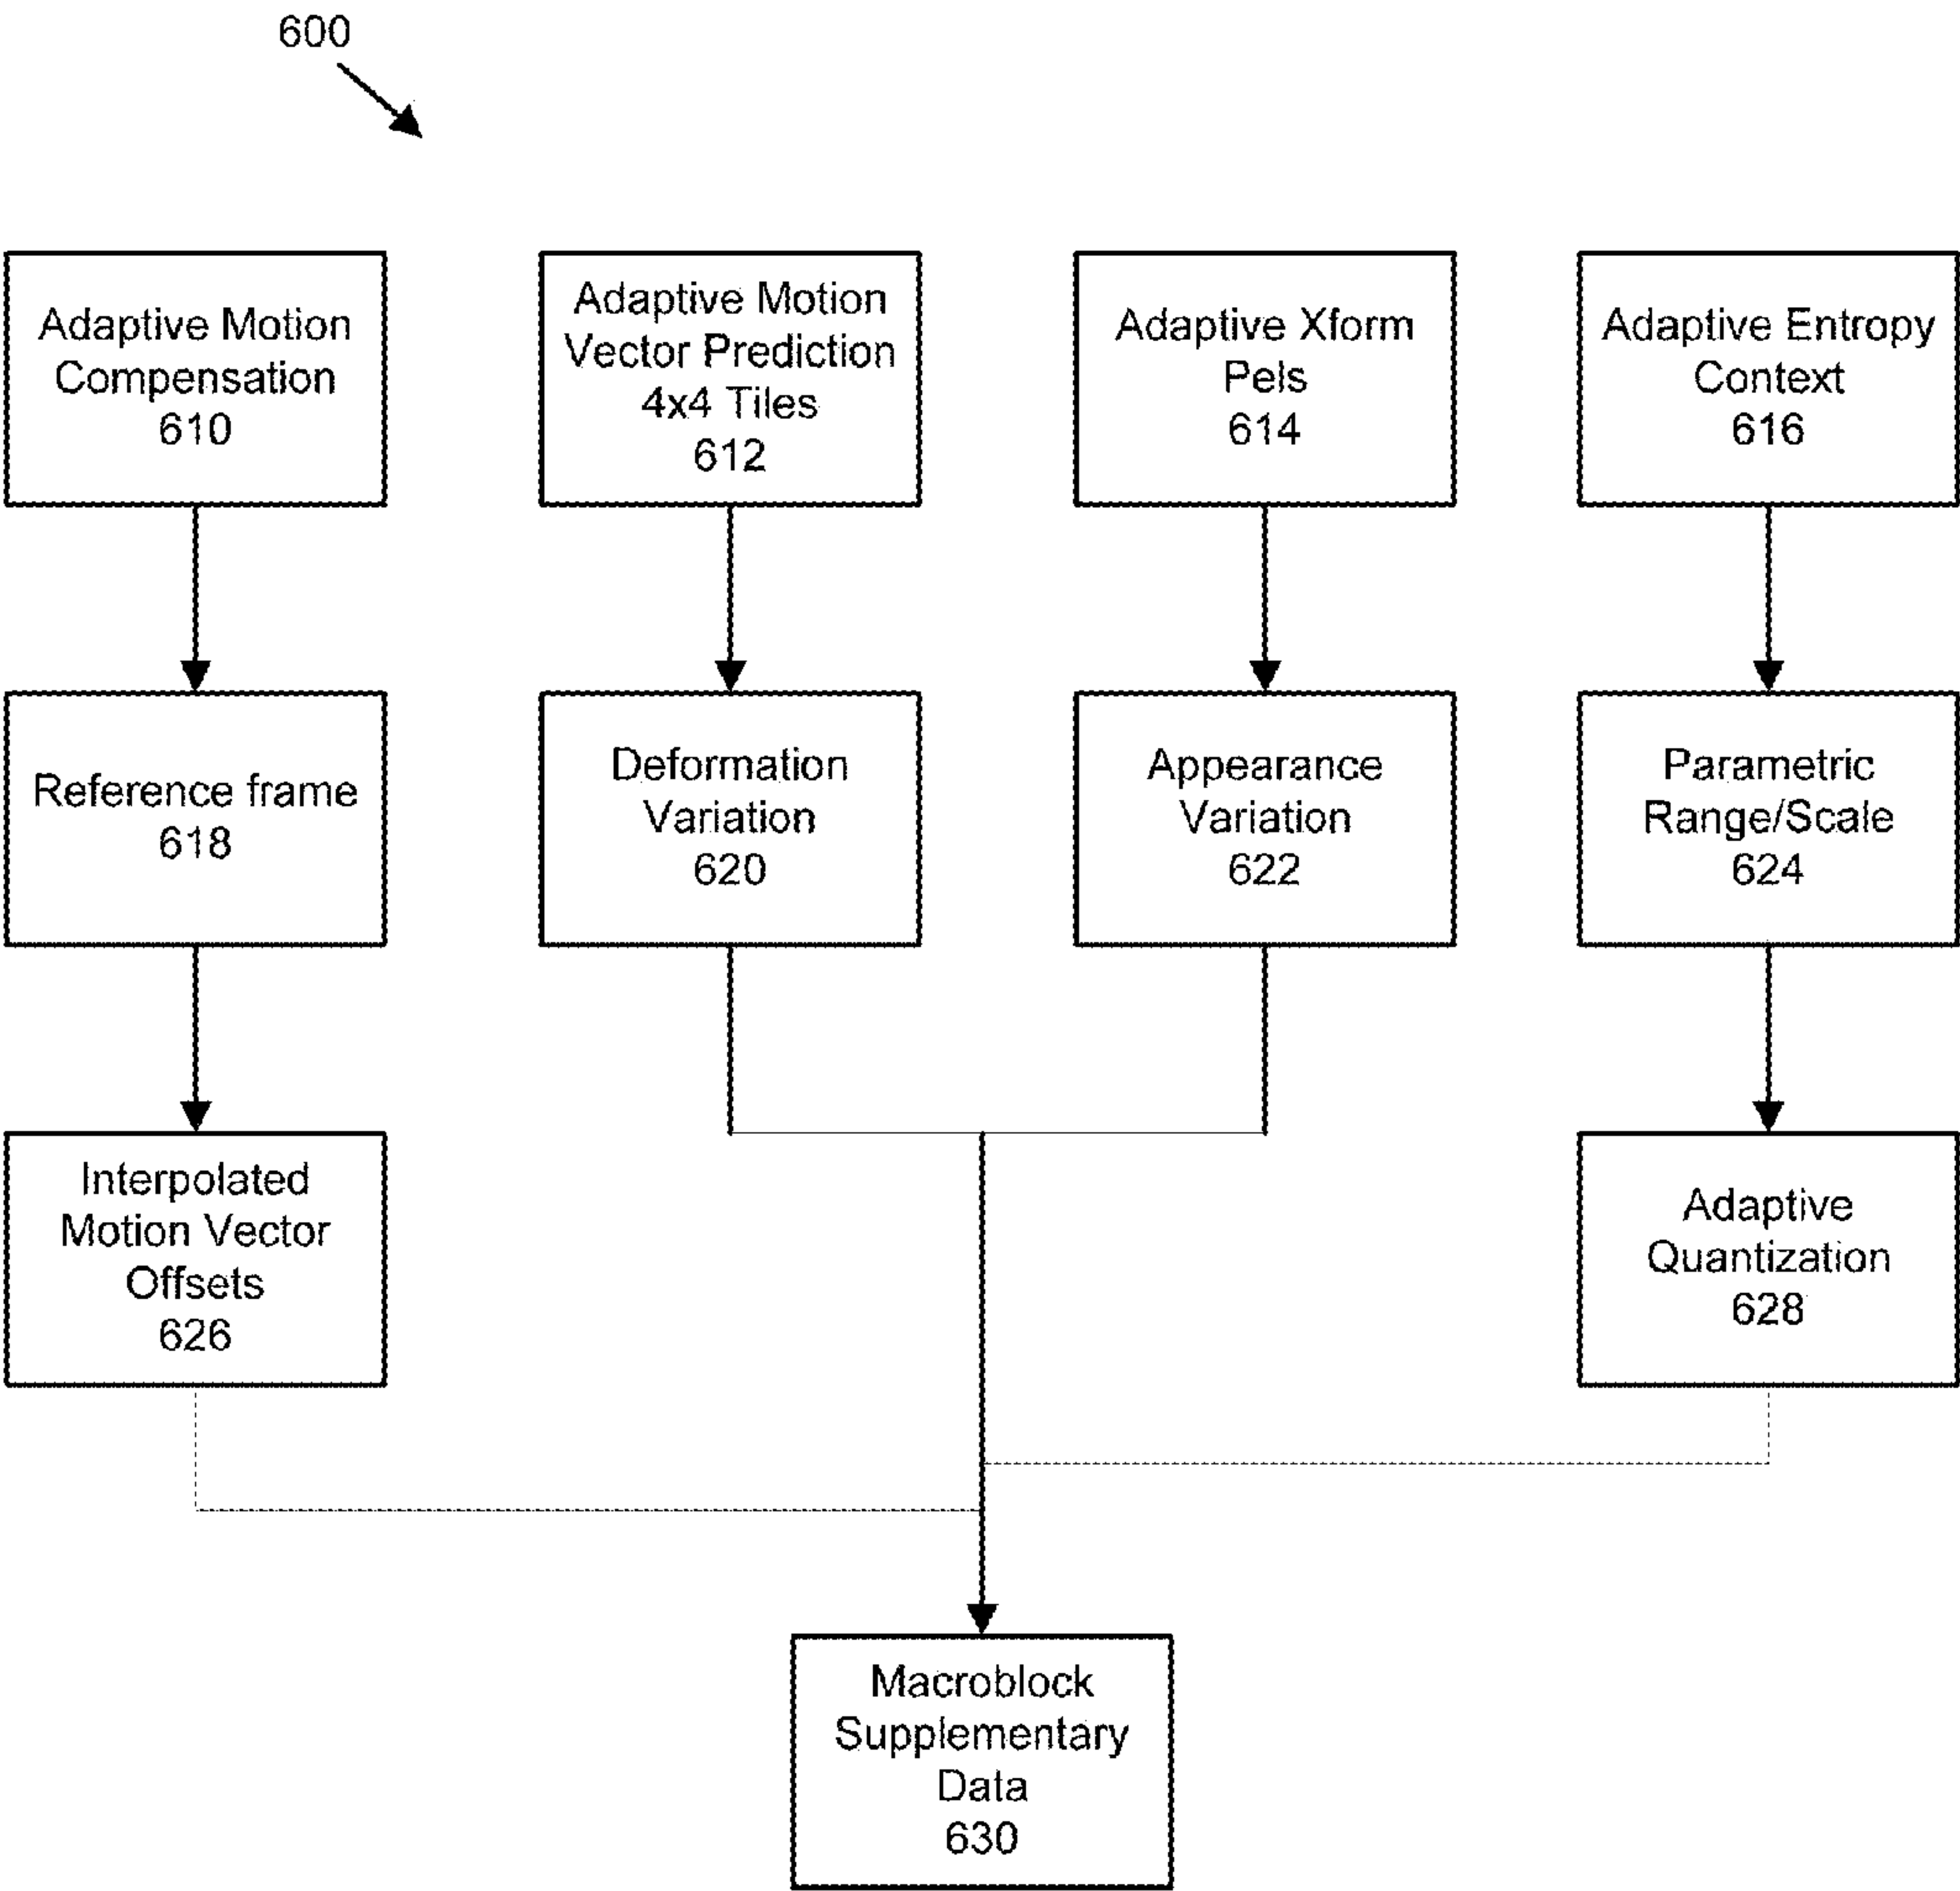 600
Adaptive Motion
Compensation
610
Adaptive Motion
Vector Prediction
4x4 Tiles
612
Adaptive Xform
Pels
614
Adaptive Entropy
Context
616
Reference frame
618
Deformation
Variation
620
Appearance
Variation
622
Parametric
Range/Scale
624
Interpolated
Motion Vector
Offsets
626
Adaptive
Quantization
628
Macroblock
Supplementary
Data
630